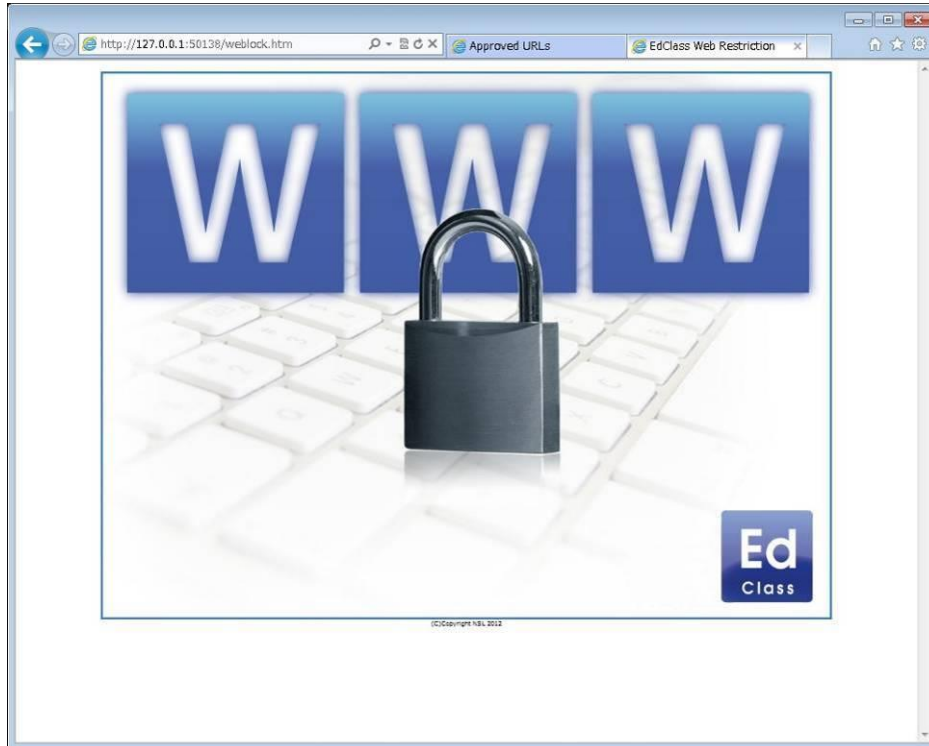 http://127.0.0.1:50138/weblock.htm
Approved URLs
EdClass Web Restriction
W W W
Ed
Class
(C)Copyright NSL 2012